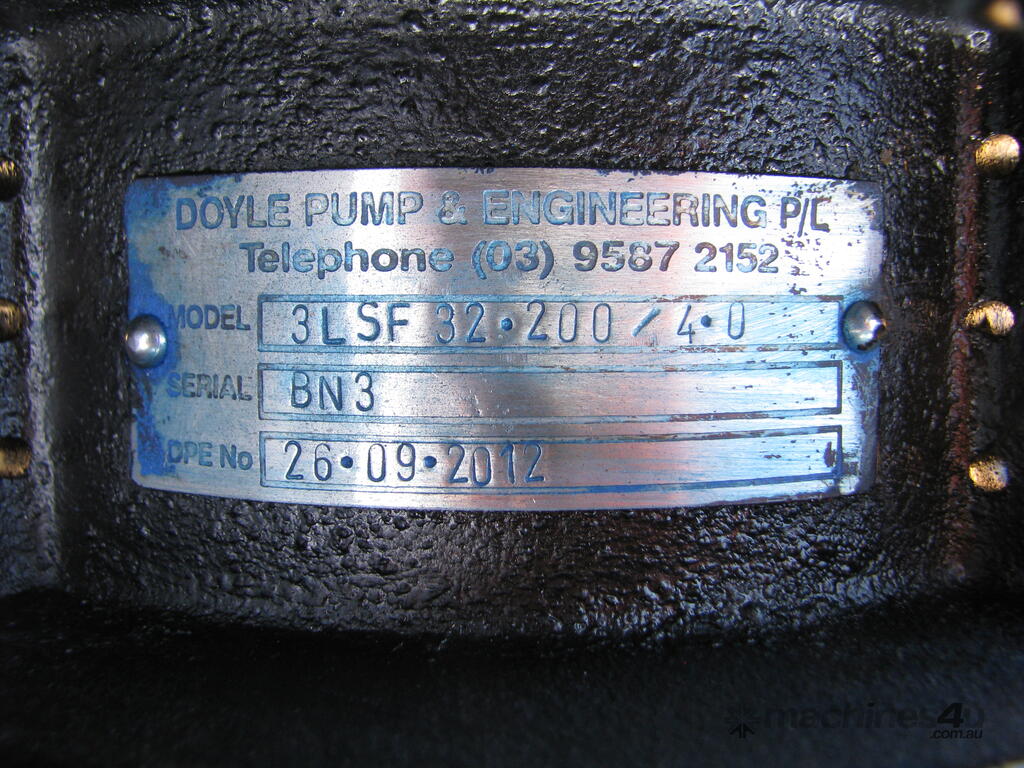 DOYLE PUMP & ENGINEERING P/L
Telephone (03) 9587 2152
MODEL 3LSF 32•200 / 4•0
SERIAL BN3
DPE No 26•09•2012
machines4u
.com.au